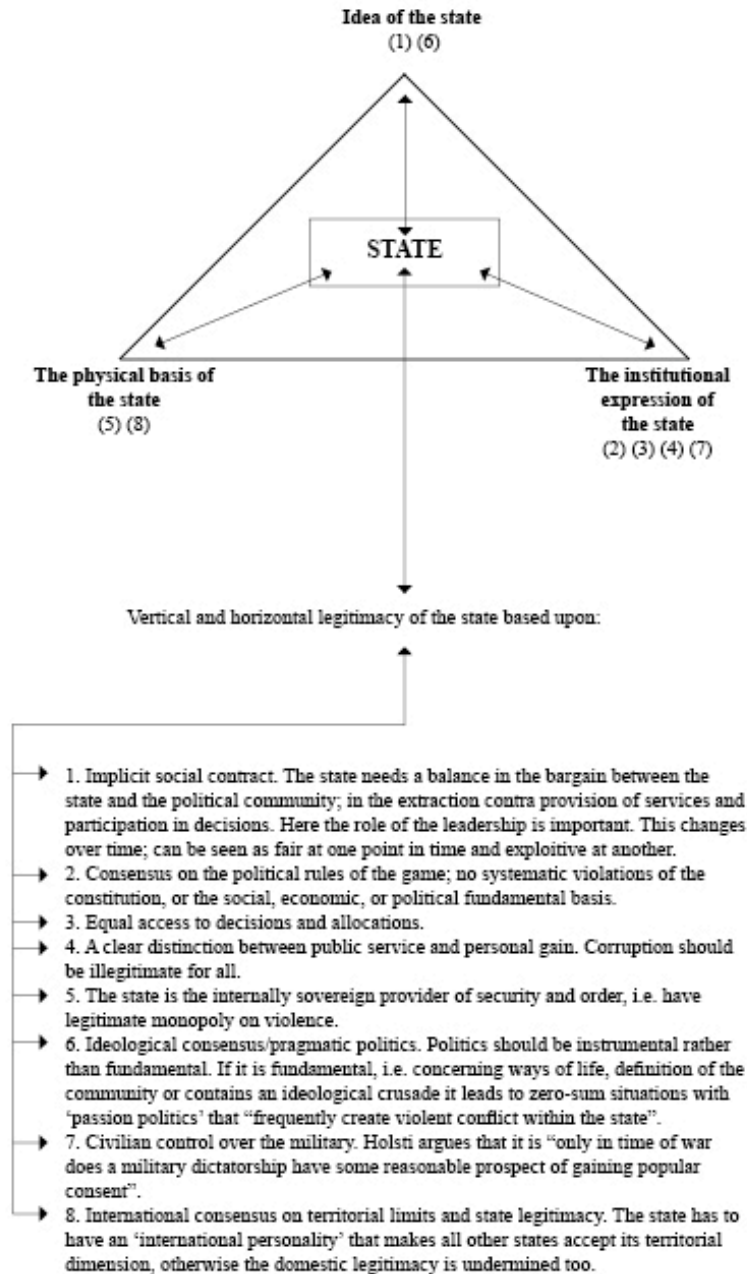 Idea of the state
(1) (6)
STATE
The physical basis of
the state
(5) (8)
The institutional
expression of
the state
(2) (3) (4) (7)
Vertical and horizontal legitimacy of the state based upon:
1. Implicit social contract. The state needs a balance in the bargain between the
state and the political community; in the extraction contra provision of services and
participation in decisions. Here the role of the leadership is important. This changes
over time; can be seen as fair at one point in time and exploitive at another.
2. Consensus on the political rules of the game; no systematic violations of the
constitution, or the social, economic, or political fundamental basis.
3. Equal access to decisions and allocations.
4. A clear distinction between public service and personal gain. Corruption should
be illegitimate for all.
5. The state is the internally sovereign provider of security and order, i.e. have
legitimate monopoly on violence.
6. Ideological consensus/pragmatic politics. Politics should be instrumental rather
than fundamental. If it is fundamental, i.e. concerning ways of life, definition of the
community or contains an ideological crusade it leads to zero-sum situations with
‘passion politics’ that “frequently create violent conflict within the state”.
7. Civilian control over the military. Holsti argues that it is “only in time of war
does a military dictatorship have some reasonable prospect of gaining popular
consent”.
8. International consensus on territorial limits and state legitimacy. The state has to
have an ‘international personality’ that makes all other states accept its territorial
dimension, otherwise the domestic legitimacy is undermined too.